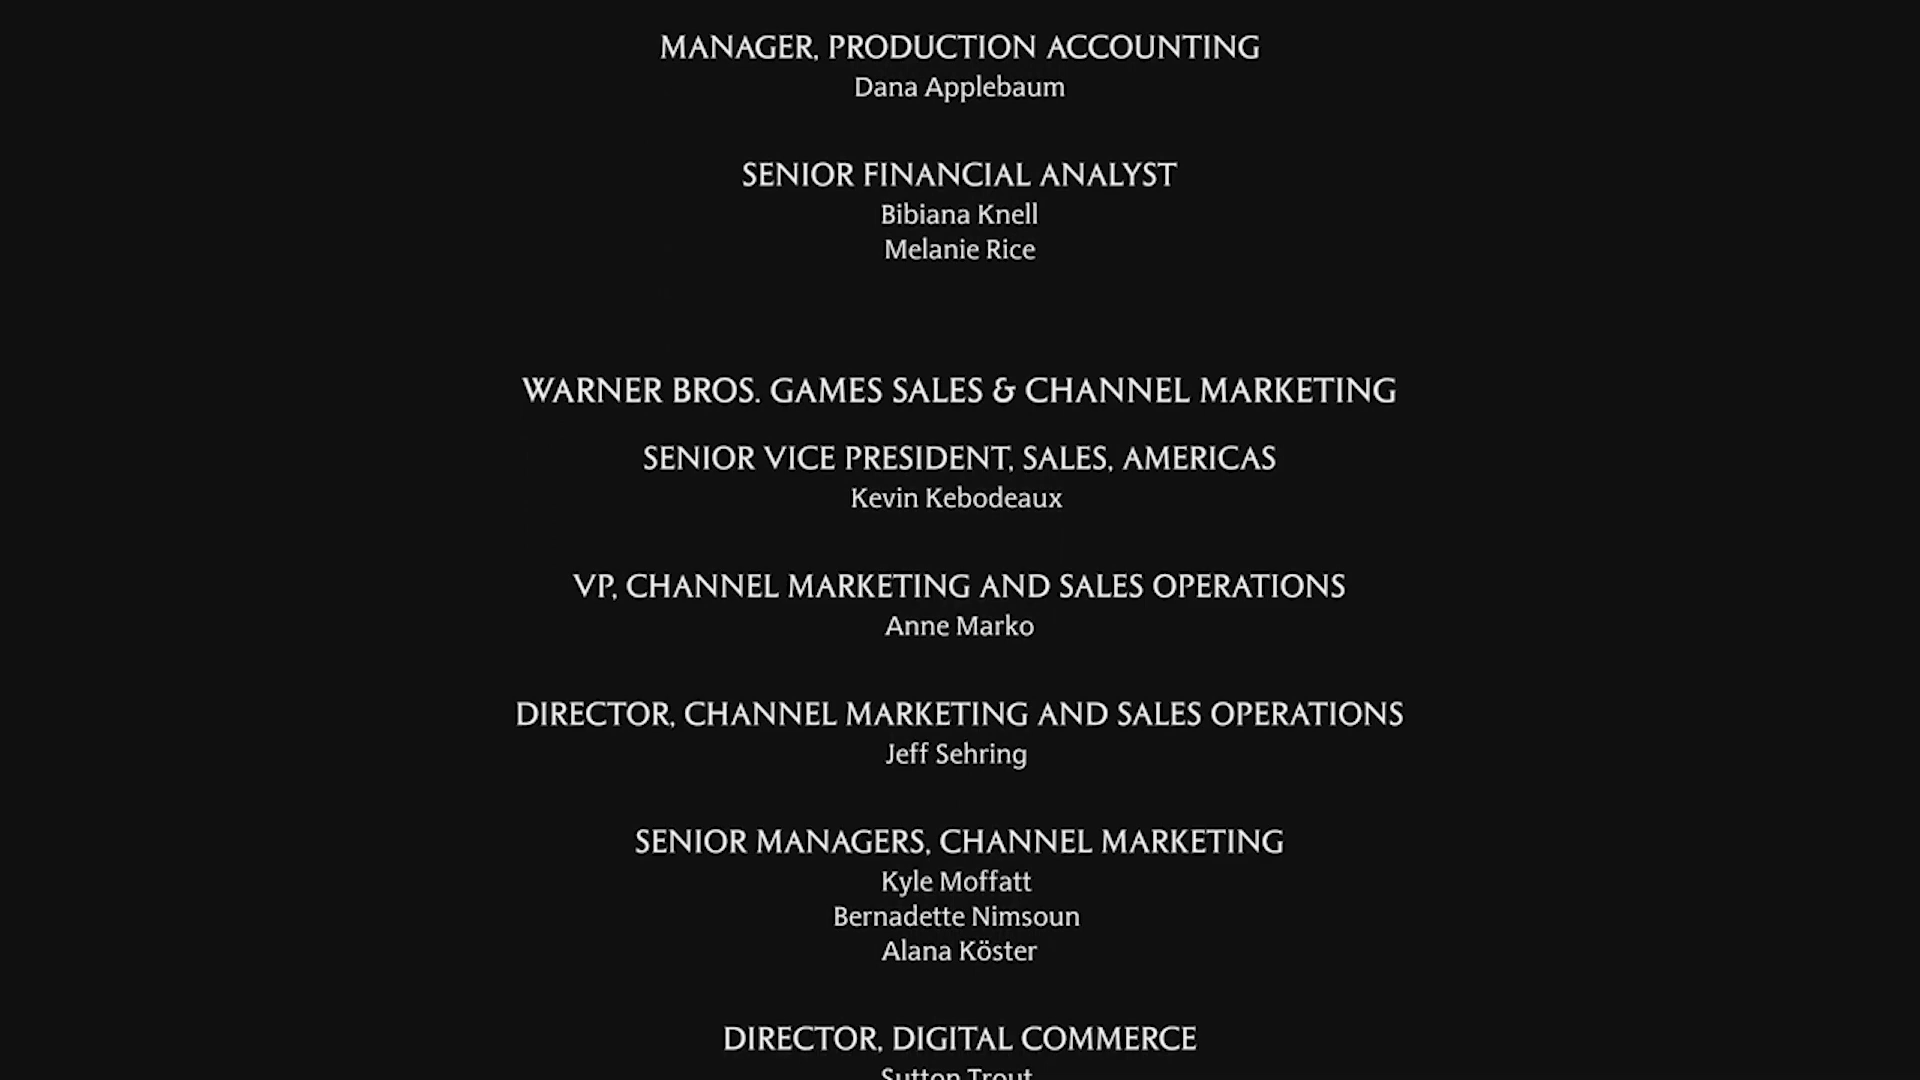 MANAGER, PRODUCTION ACCOUNTING
Dana Applebaum
SENIOR FINANCIAL ANALYST
Bibiana Knell
Melanie Rice
WARNER BROS. GAMES SALES & CHANNEL MARKETING
SENIOR VICE PRESIDENT, SALES, AMERICAS
Kevin Kebodeaux
VP, CHANNEL MARKETING AND SALES OPERATIONS
Anne Marko
DIRECTOR, CHANNEL MARKETING AND SALES OPERATIONS
Jeff Sehring
SENIOR MANAGERS, CHANNEL MARKETING
Kyle Moffatt
Bernadette Nimsoun
Alana Köster
DIRECTOR, DIGITAL COMMERCE
Sutton Trout